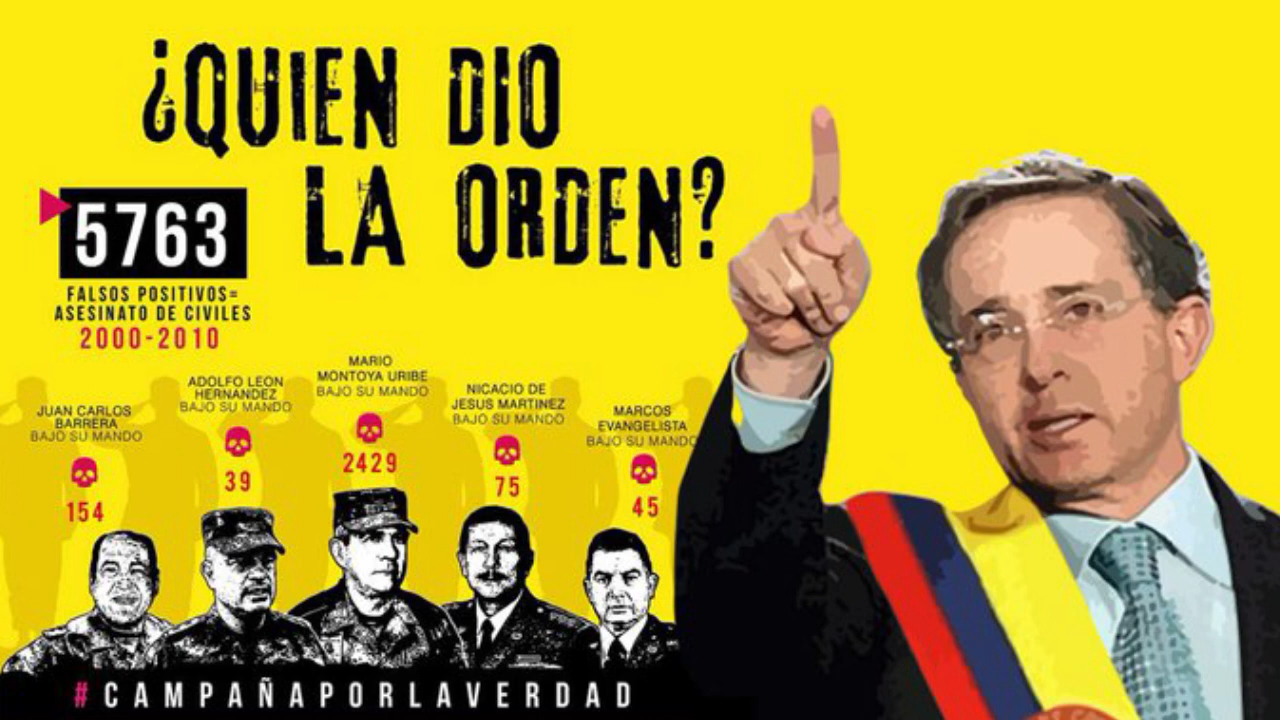 ¿QUIEN DIO
LA ORDEN?
5763
FALSOS POSITIVOS=
ASESINATO DE CIVILES
2000-2010
JUAN CARLOS
BARRERA
BAJO SU MANDO
154
ADOLFO LEON
HERNANDEZ
BAJO SU MANDO
39
MARIO
MONTOYA URIBE
BAJO SU MANDO
2429
NICACIO DE
JESUS MARTINEZ
BAJO SU MANDO
75
MARCOS
EVANGELISTA
BAJO SU MANDO
45
#CAMPAÑAPORLAVERDAD